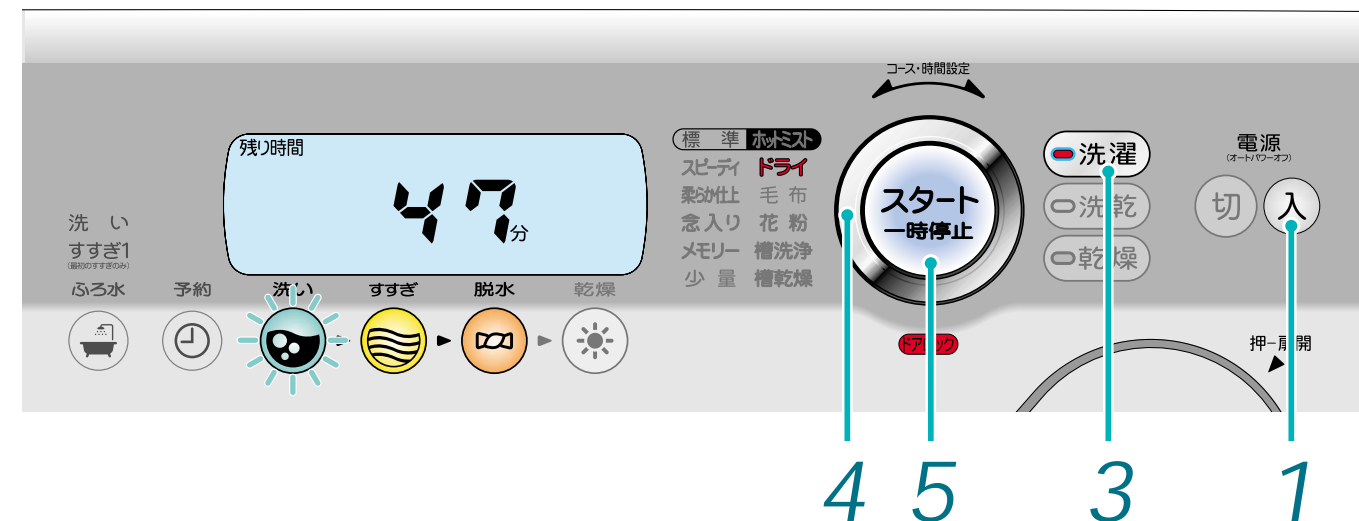 コース・時間設定
残り時間
47分
標準 ホットミスト
スピーディ ドライ
柔らか仕上 毛布
念入り 花粉
メモリー 槽洗浄
少量 槽乾燥
スタート
一時停止
洗濯
洗乾
乾燥
電源
(オートパワーオフ)
切 入
洗い
すすぎ1
(最初のすすぎのみ)
ふろ水 予約 洗い すすぎ 脱水 乾燥
ドアロック
押-扉開
4 5 3 1